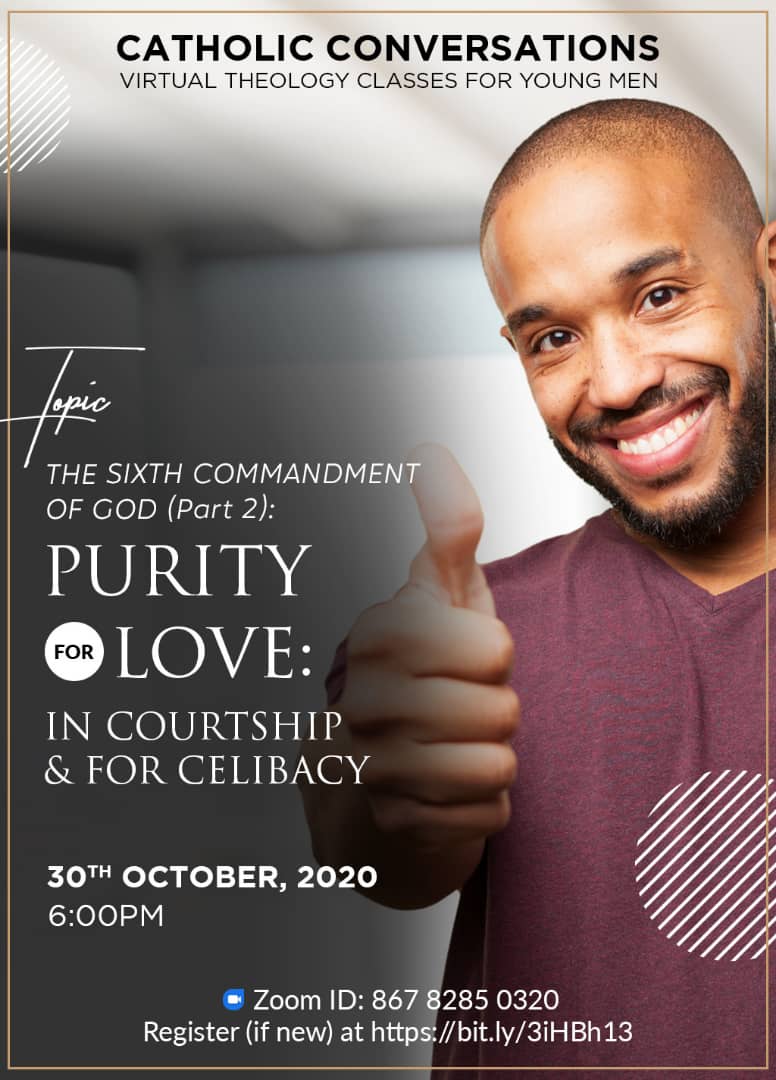 CATHOLIC CONVERSATIONS
VIRTUAL THEOLOGY CLASSES FOR YOUNG MEN
Topic
THE SIXTH COMMANDMENT
OF GOD (Part 2):
PURITY
FOR LOVE:
IN COURTSHIP
& FOR CELIBACY
30TH OCTOBER, 2020
6:00PM
Zoom ID: 867 8285 0320
Register (if new) at https://bit.ly/3iHBh13